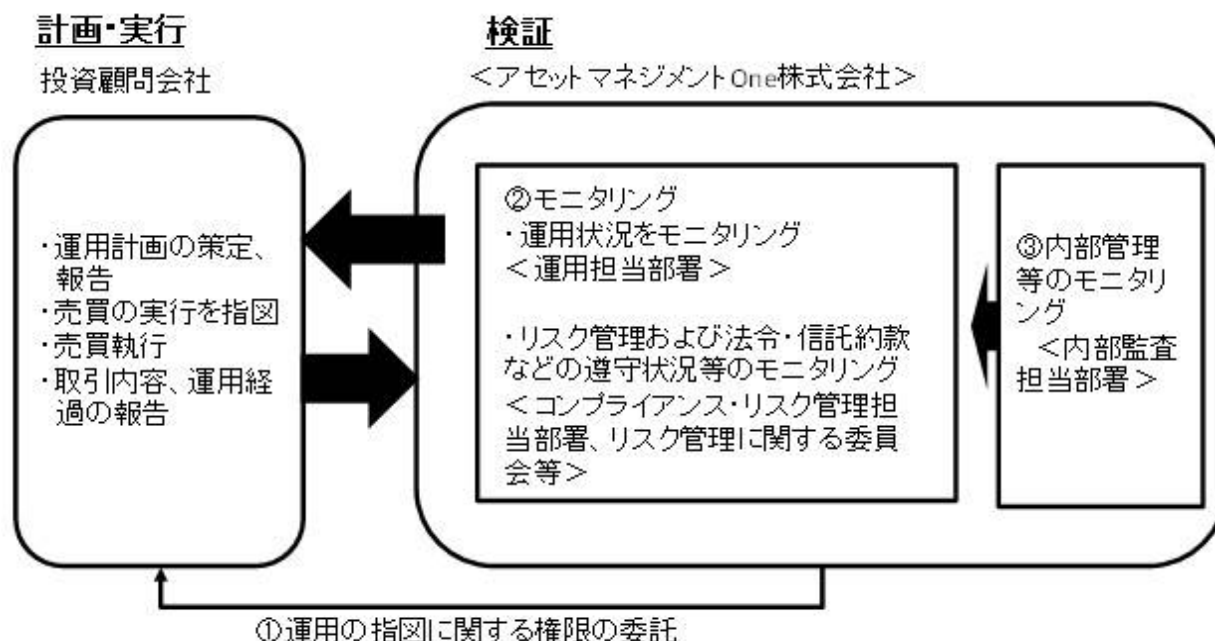 計画・実行
投資顧問会社
・運用計画の策定、
報告
・売買の実行を指図
・売買執行
・取引内容、運用経
過の報告
検証
＜アセットマネジメントOne株式会社＞
②モニタリング
・運用状況をモニタリング
＜運用担当部署＞
・リスク管理および法令・信託約款
などの遵守状況等のモニタリング
＜コンプライアンス・リスク管理担
当部署、リスク管理に関する委員
会等＞
③内部管理
等のモニタリ
ング
＜内部監査
担当部署＞
①運用の指図に関する権限の委託